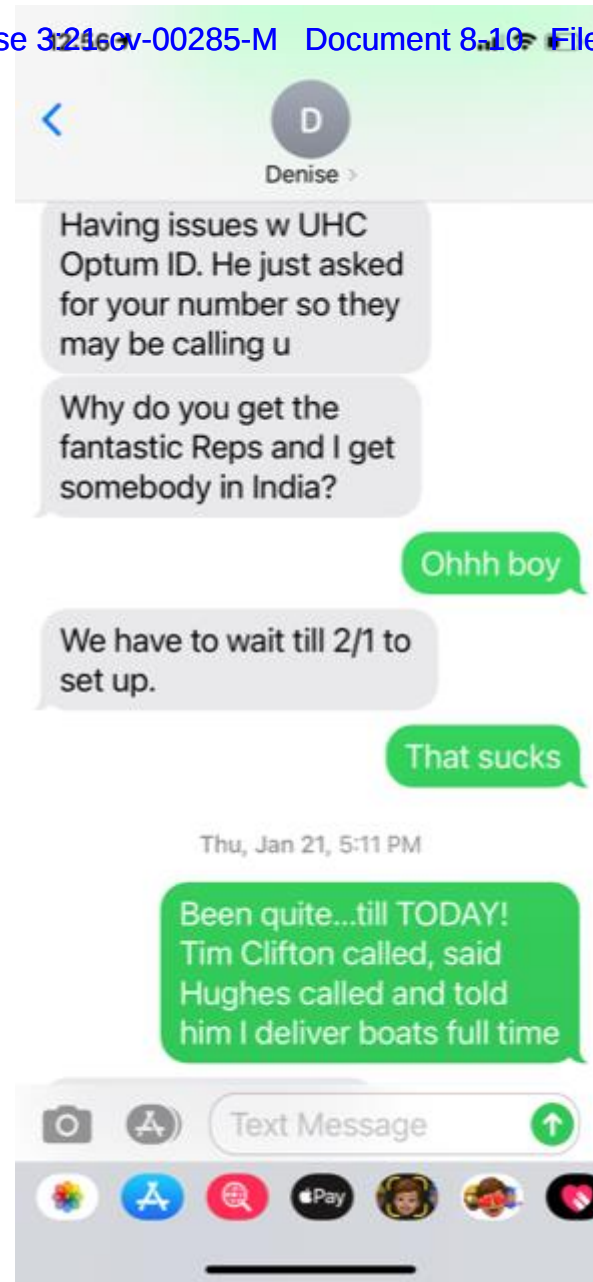 se 3:21-cv-00285-M Document 8-10 File
12:56
D
Denise
Having issues w UHC
Optum ID. He just asked
for your number so they
may be calling u
Why do you get the
fantastic Reps and I get
somebody in India?
Ohhh boy
We have to wait till 2/1 to
set up.
That sucks
Thu, Jan 21, 5:11 PM
Been quite...till TODAY!
Tim Clifton called, said
Hughes called and told
him I deliver boats full time
Text Message
Pay